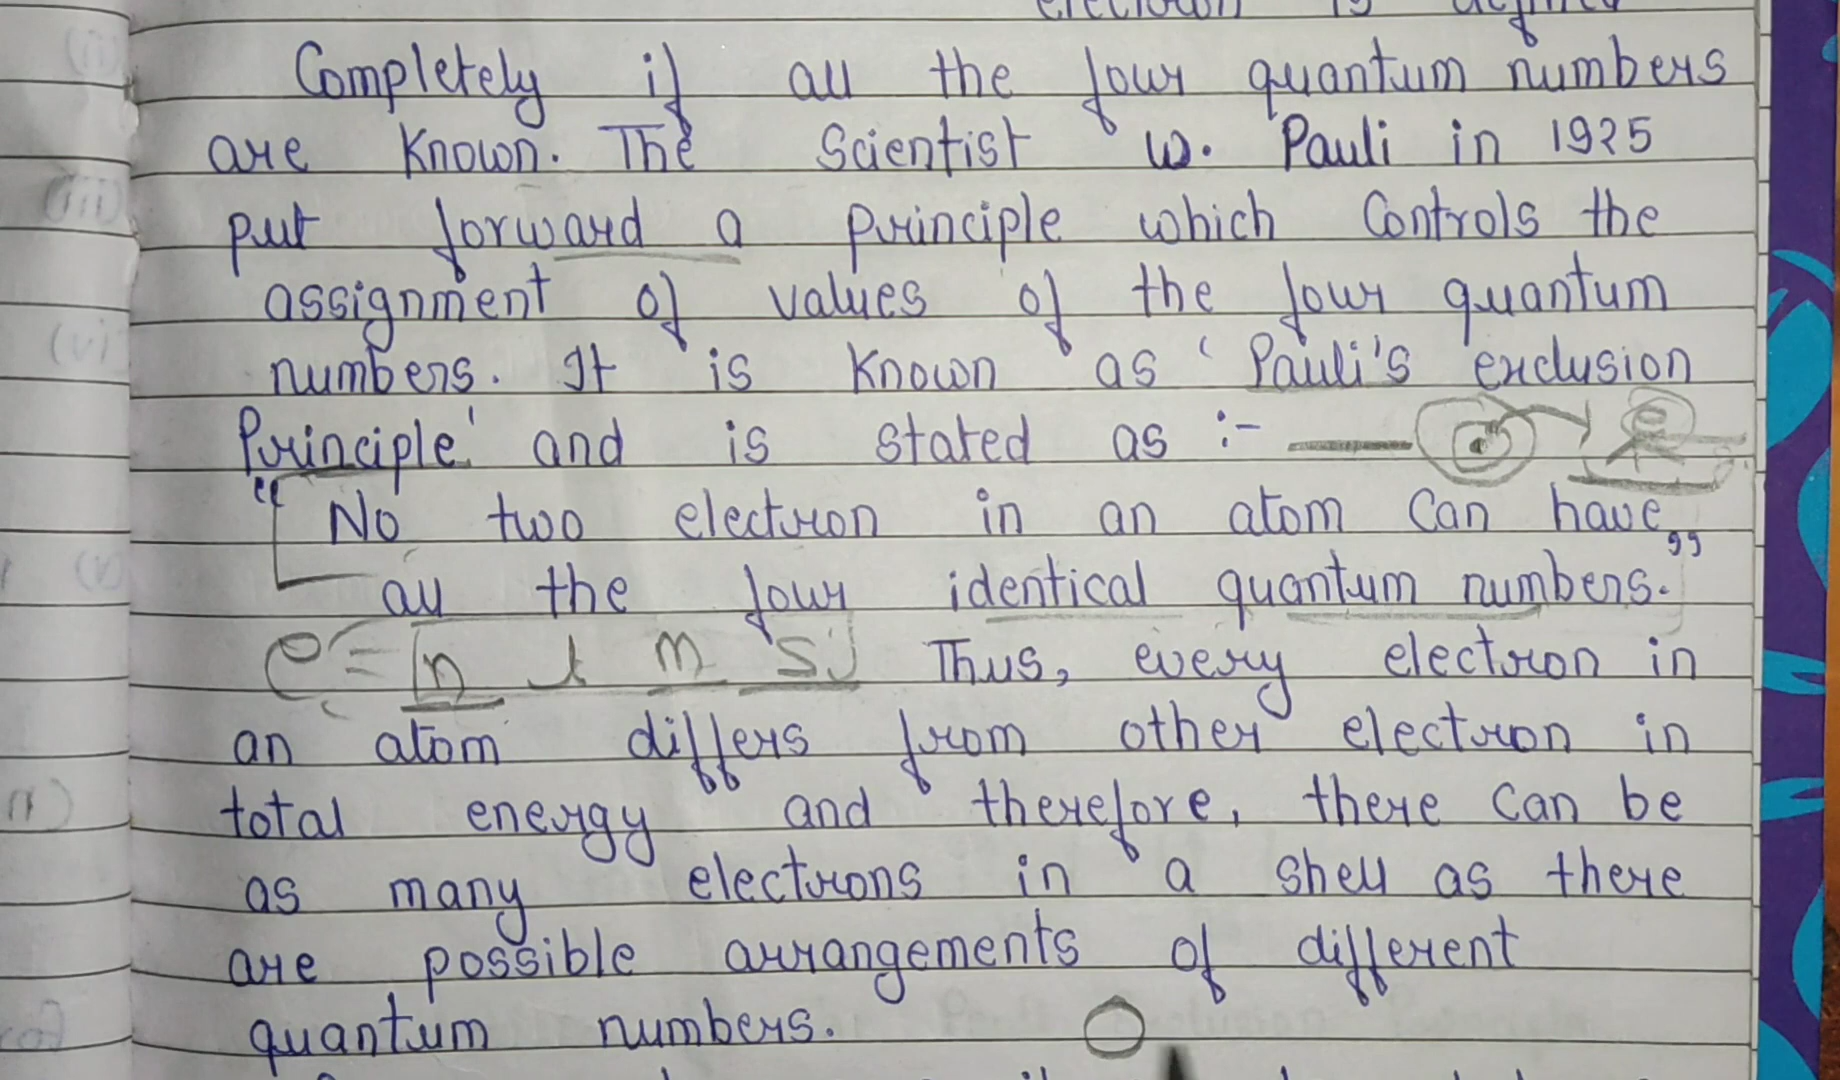 electron is defined
Completely if all the four quantum numbers
are known. The Scientist W. Pauli in 1925
put forward a principle which Controls the
assignment of values of the four quantum
numbers. It is known as 'Pauli's exclusion
Principle' and is stated as :-
e
"No two electron in an atom can have
all the four identical quantum numbers."
e = n l m s Thus, every electron in
an atom differs from other electron in
total energy and therefore, there can be
as many electrons in a shell as there
are possible arrangements of different
quantum numbers.